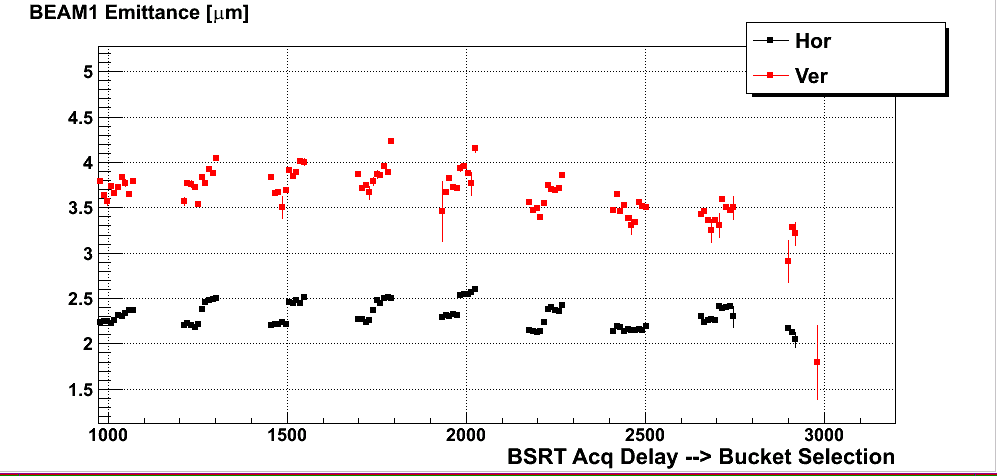 BEAM1 Emittance [μm]
Hor
Ver
5
4.5
4
3.5
3
2.5
2
1.5
1000 1500 2000 2500 3000
BSRT Acq Delay --> Bucket Selection